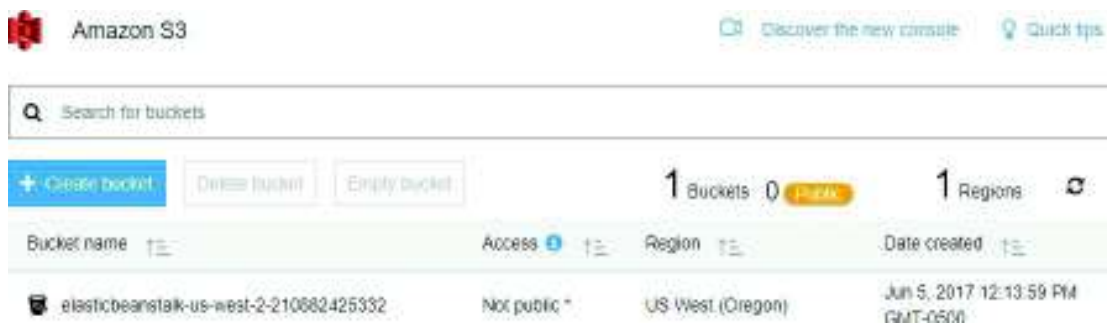 Amazon S3
Discover the new console Quick tips
Search for buckets
+ Create bucket Delete bucket Empty bucket 1 Buckets 0 Public 1 Regions
Bucket name Access Region Date created
elasticbeanstalk-us-west-2-210882425332 Not public * US West (Oregon) Jun 5, 2017 12:13:59 PM
GMT-0500